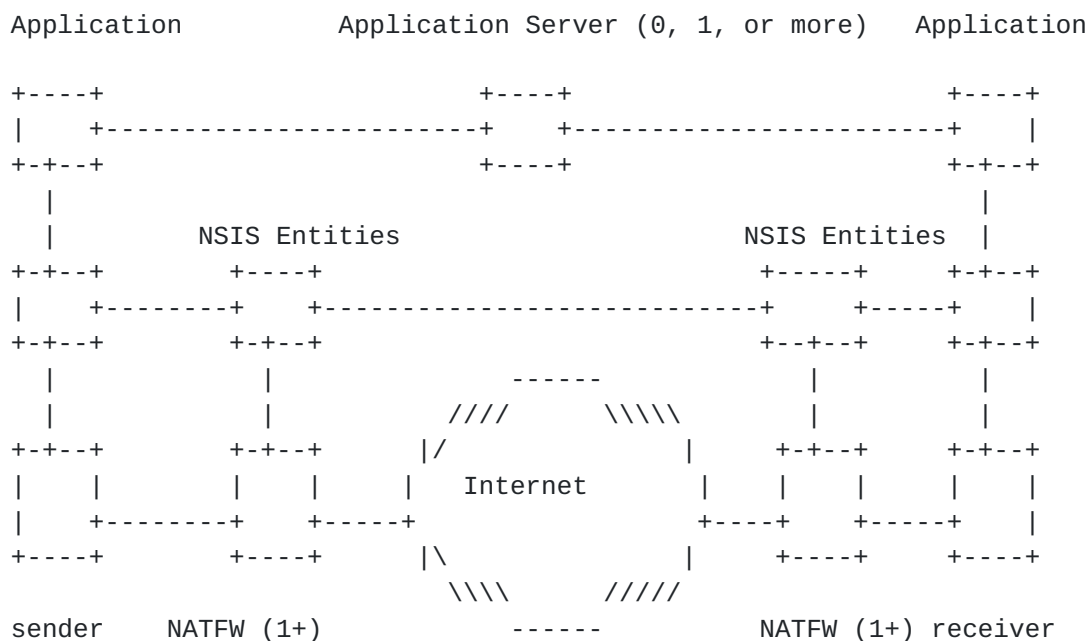 Application Application Server (0, 1, or more) Application
NSIS Entities NSIS Entities
Internet
sender NATFW (1+) NATFW (1+) receiver